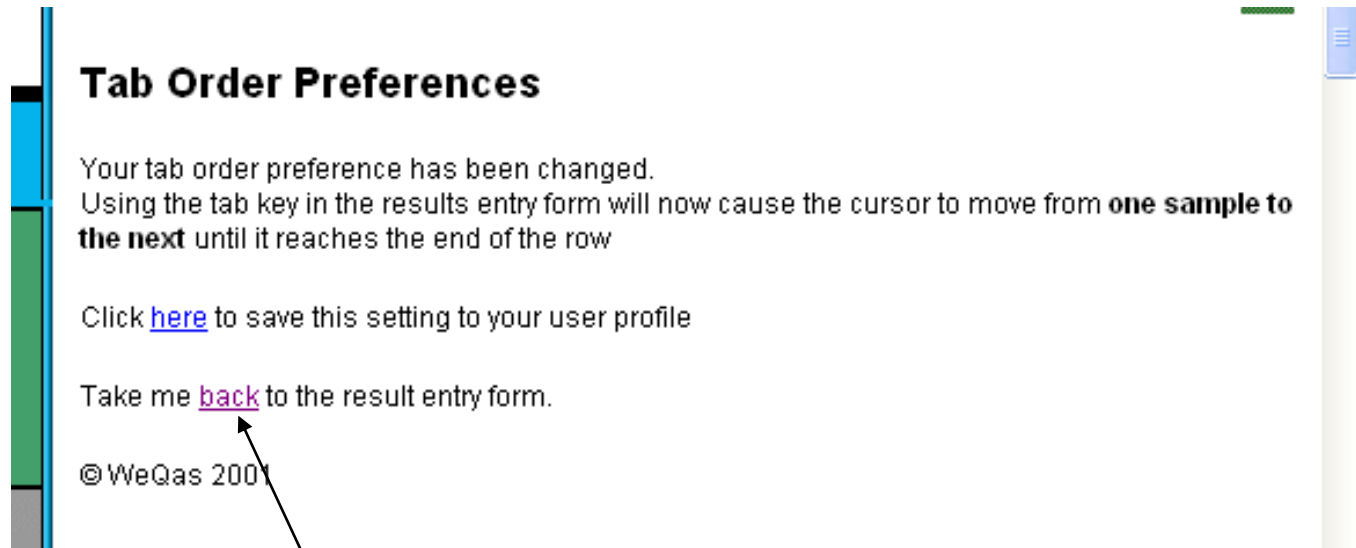 Tab Order Preferences
Your tab order preference has been changed.
Using the tab key in the results entry form will now cause the cursor to move from one sample to
the next until it reaches the end of the row
Click here to save this setting to your user profile
Take me back to the result entry form.
© WeQas 2001